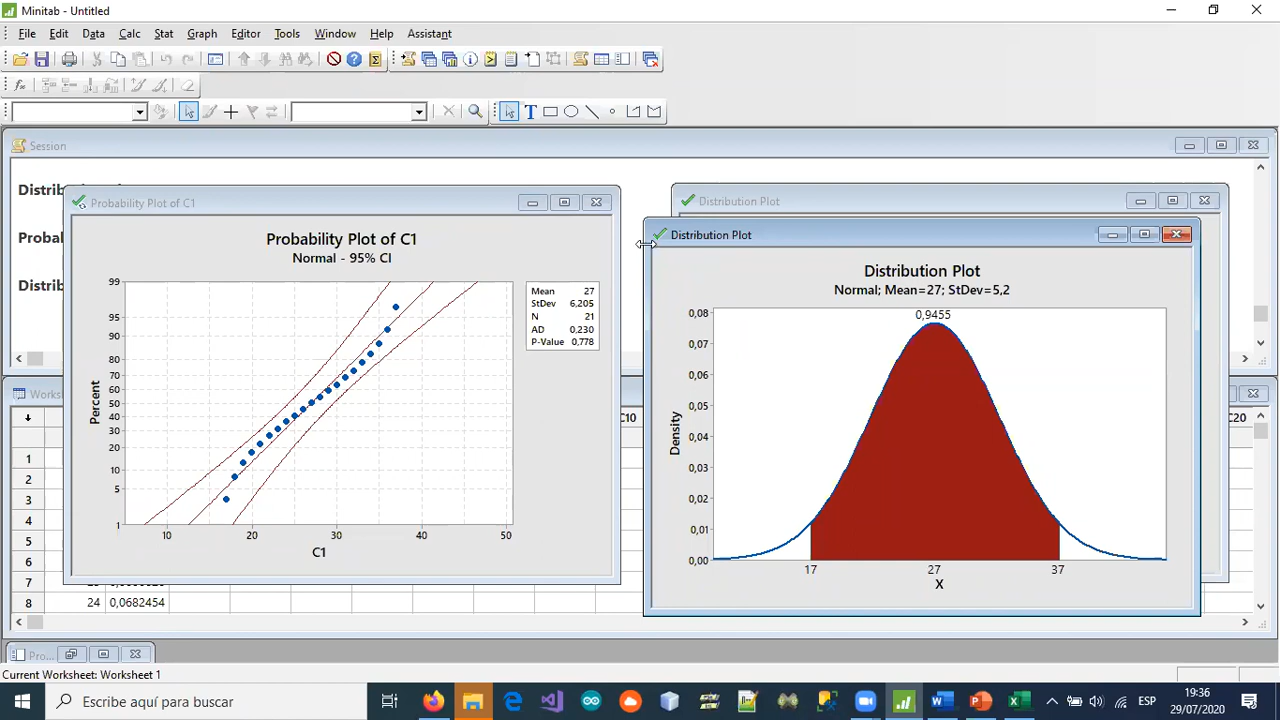 Minitab - Untitled
File Edit Data Calc Stat Graph Editor Tools Window Help Assistant
Session
Probability Plot of C1
Probability Plot of C1
Normal - 95% CI
99
95
90
80
70
60
50
40
30
20
10
5
1
Percent
10 20 30 40 50
C1
Mean 27
StDev 6,205
N 21
AD 0,230
P-Value 0,778
Distribution Plot
Distribution Plot
Distribution Plot
Normal; Mean=27; StDev=5,2
0,9455
0,08
0,07
0,06
0,05
0,04
0,03
0,02
0,01
0,00
Density
17 27 37
X
C10 C20
1
2
3
4
5
6
7
8 24 0,0682454
Pro...
Current Worksheet: Worksheet 1
Escribe aquí para buscar
ESP
19:36
29/07/2020